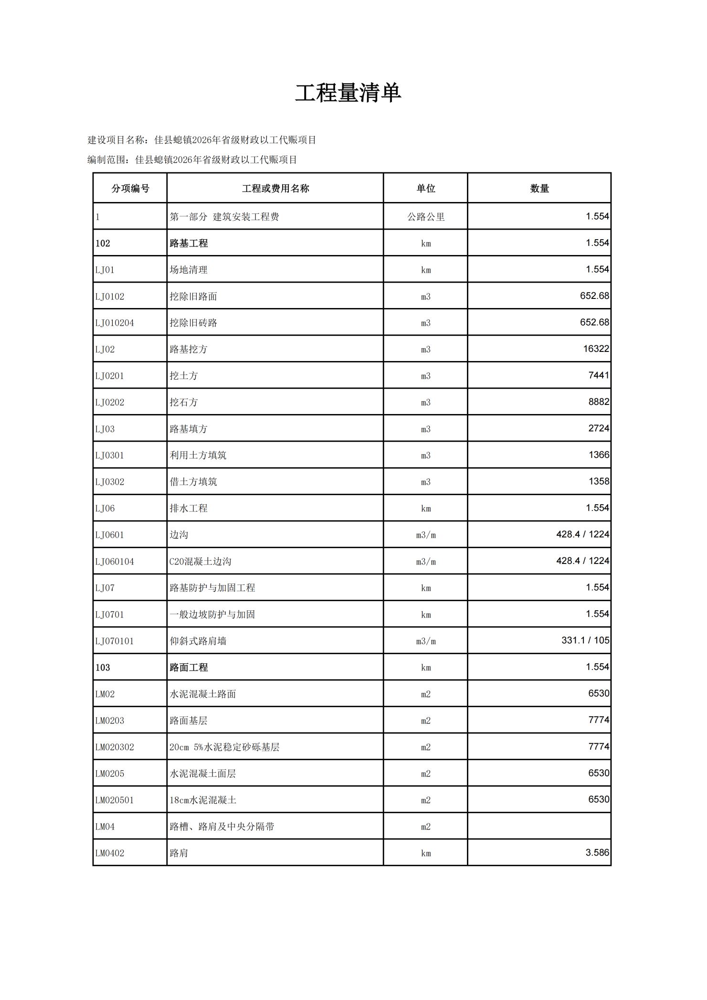 工程量清单
建设项目名称：佳县螅镇2026年省级财政以工代赈项目
编制范围：佳县螅镇2026年省级财政以工代赈项目
分项编号 工程或费用名称 单位 数量
1 第一部分 建筑安装工程费 公路公里 1.554
102 路基工程 km 1.554
LJ01 场地清理 km 1.554
LJ0102 挖除旧路面 m3 652.68
LJ010204 挖除旧砖路 m3 652.68
LJ02 路基挖方 m3 16322
LJ0201 挖土方 m3 7441
LJ0202 挖石方 m3 8882
LJ03 路基填方 m3 2724
LJ0301 利用土方填筑 m3 1366
LJ0302 借土方填筑 m3 1358
LJ06 排水工程 km 1.554
LJ0601 边沟 m3/m 428.4 / 1224
LJ060104 C20混凝土边沟 m3/m 428.4 / 1224
LJ07 路基防护与加固工程 km 1.554
LJ0701 一般边坡防护与加固 km 1.554
LJ070101 仰斜式路肩墙 m3/m 331.1 / 105
103 路面工程 km 1.554
LM02 水泥混凝土路面 m2 6530
LM0203 路面基层 m2 7774
LM020302 20cm 5%水泥稳定砂砾基层 m2 7774
LM0205 水泥混凝土面层 m2 6530
LM020501 18cm水泥混凝土 m2 6530
LM04 路槽、路肩及中央分隔带 m2
LM0402 路肩 km 3.586